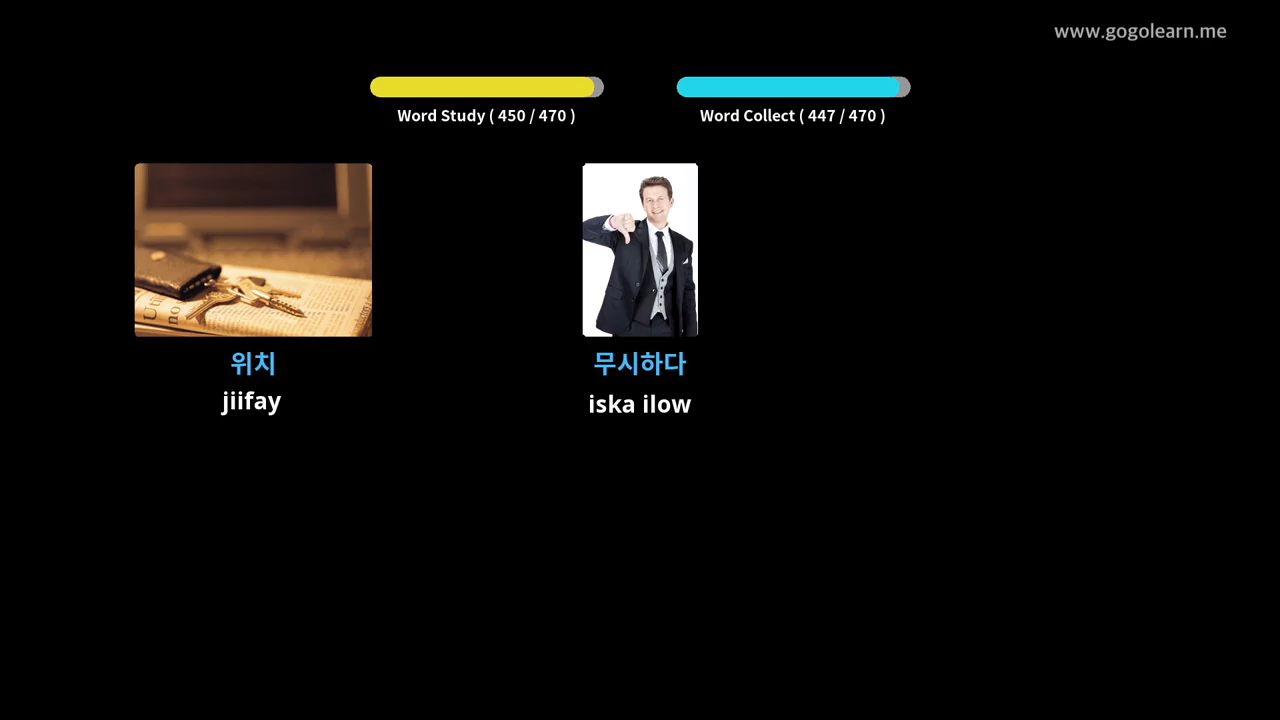 www.gogolearn.me
Word Study ( 450 / 470 )
Word Collect ( 447 / 470 )
위치
jiifay
무시하다
iska ilow